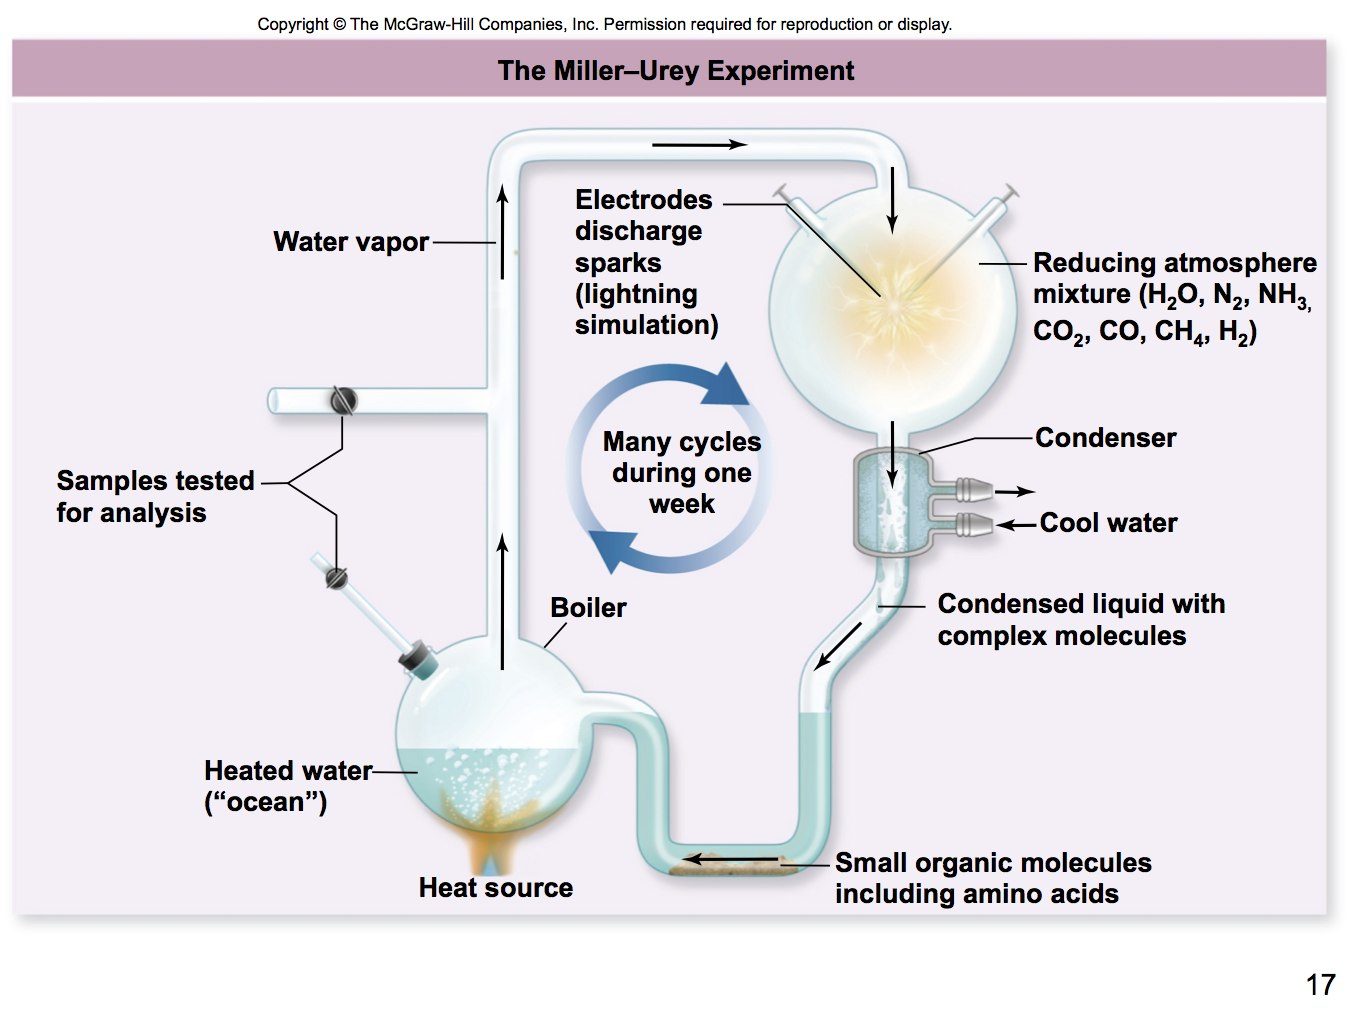 Copyright © The McGraw-Hill Companies, Inc. Permission required for reproduction or display.
The Miller–Urey Experiment
Electrodes
discharge
sparks
(lightning
simulation)
Water vapor
Reducing atmosphere
mixture (H₂O, N₂, NH₃,
CO₂, CO, CH₄, H₂)
Many cycles
during one
week
Condenser
Samples tested
for analysis
Cool water
Boiler
Condensed liquid with
complex molecules
Heated water
(“ocean”)
Small organic molecules
including amino acids
Heat source
17